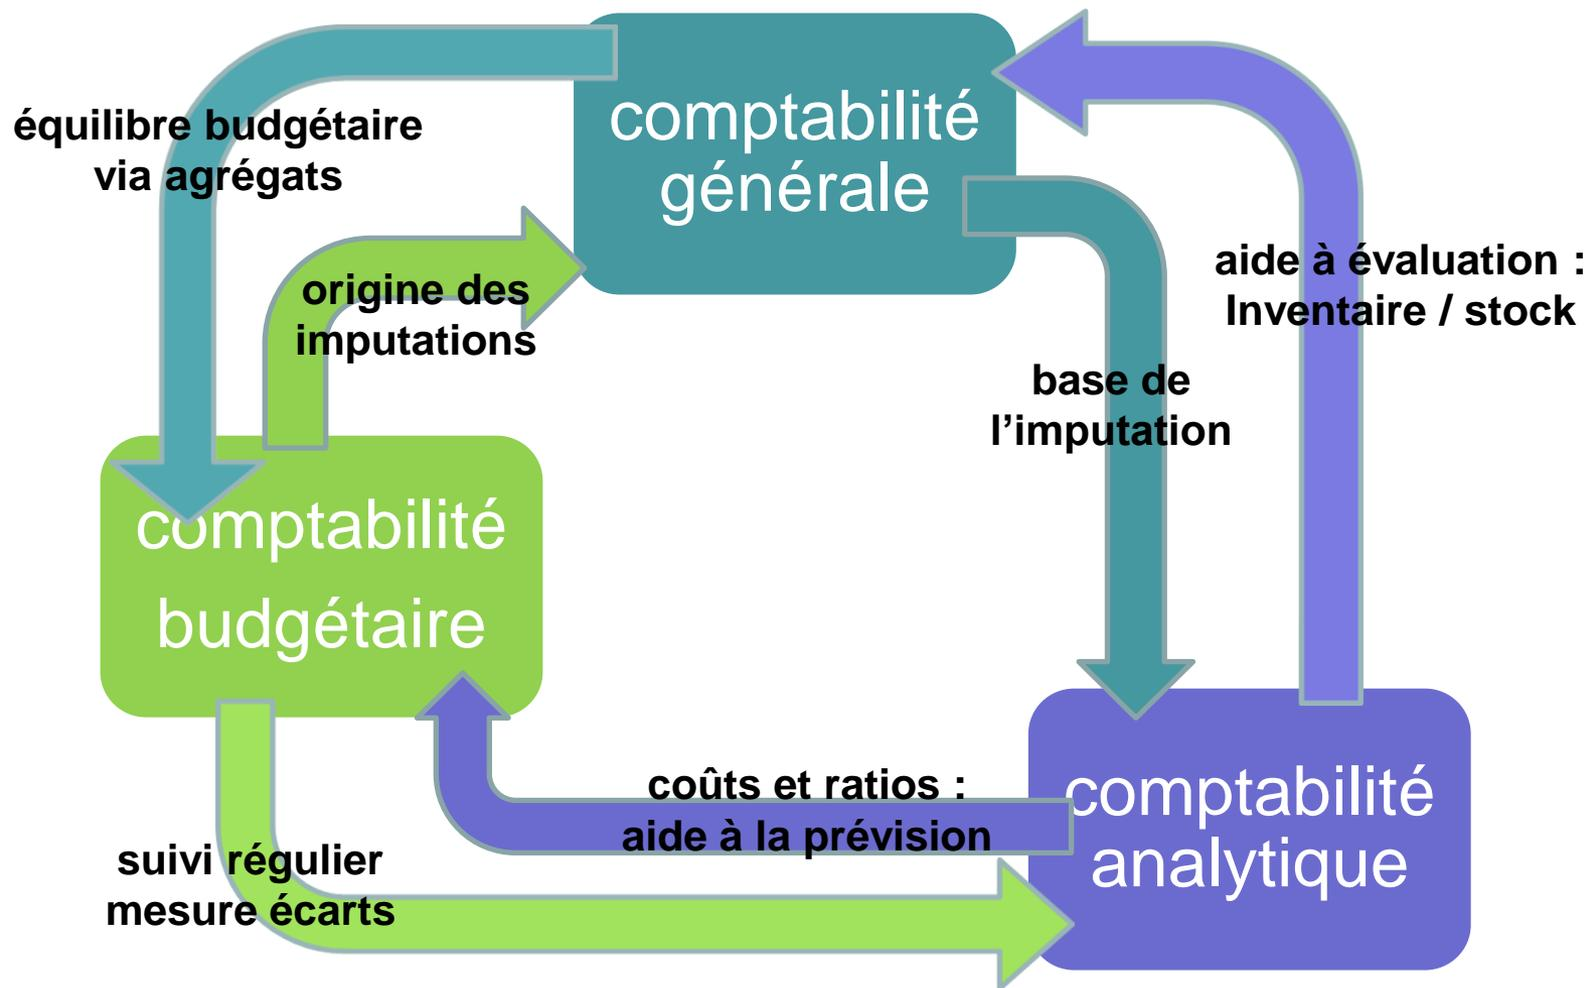 comptabilité
générale
équilibre budgétaire
via agrégats
origine des
imputations
aide à évaluation :
Inventaire / stock
base de
l’imputation
comptabilité
budgétaire
coûts et ratios :
aide à la prévision
comptabilité
analytique
suivi régulier
mesure écarts